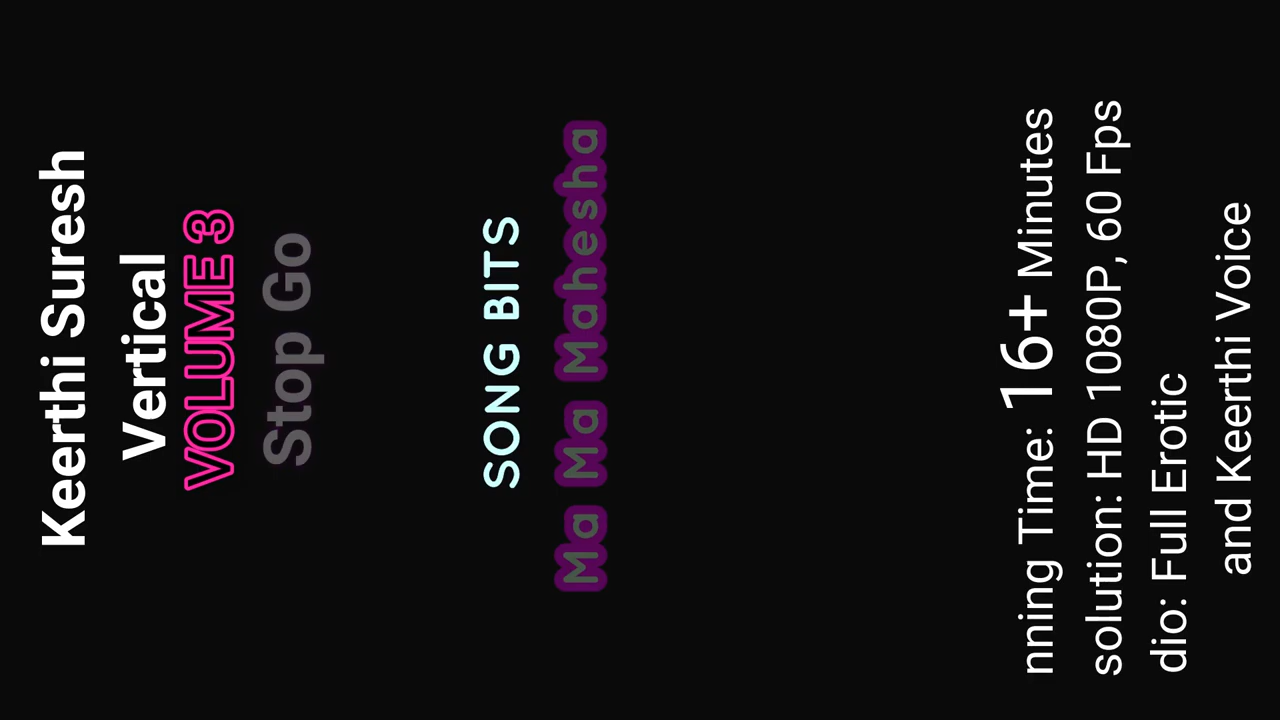 Keerthi Suresh
Vertical
VOLUME 3
Stop Go
SONG BITS
Ma Ma Mahesha
nning Time: 16+ Minutes
solution: HD 1080P, 60 Fps
dio: Full Erotic
and Keerthi Voice